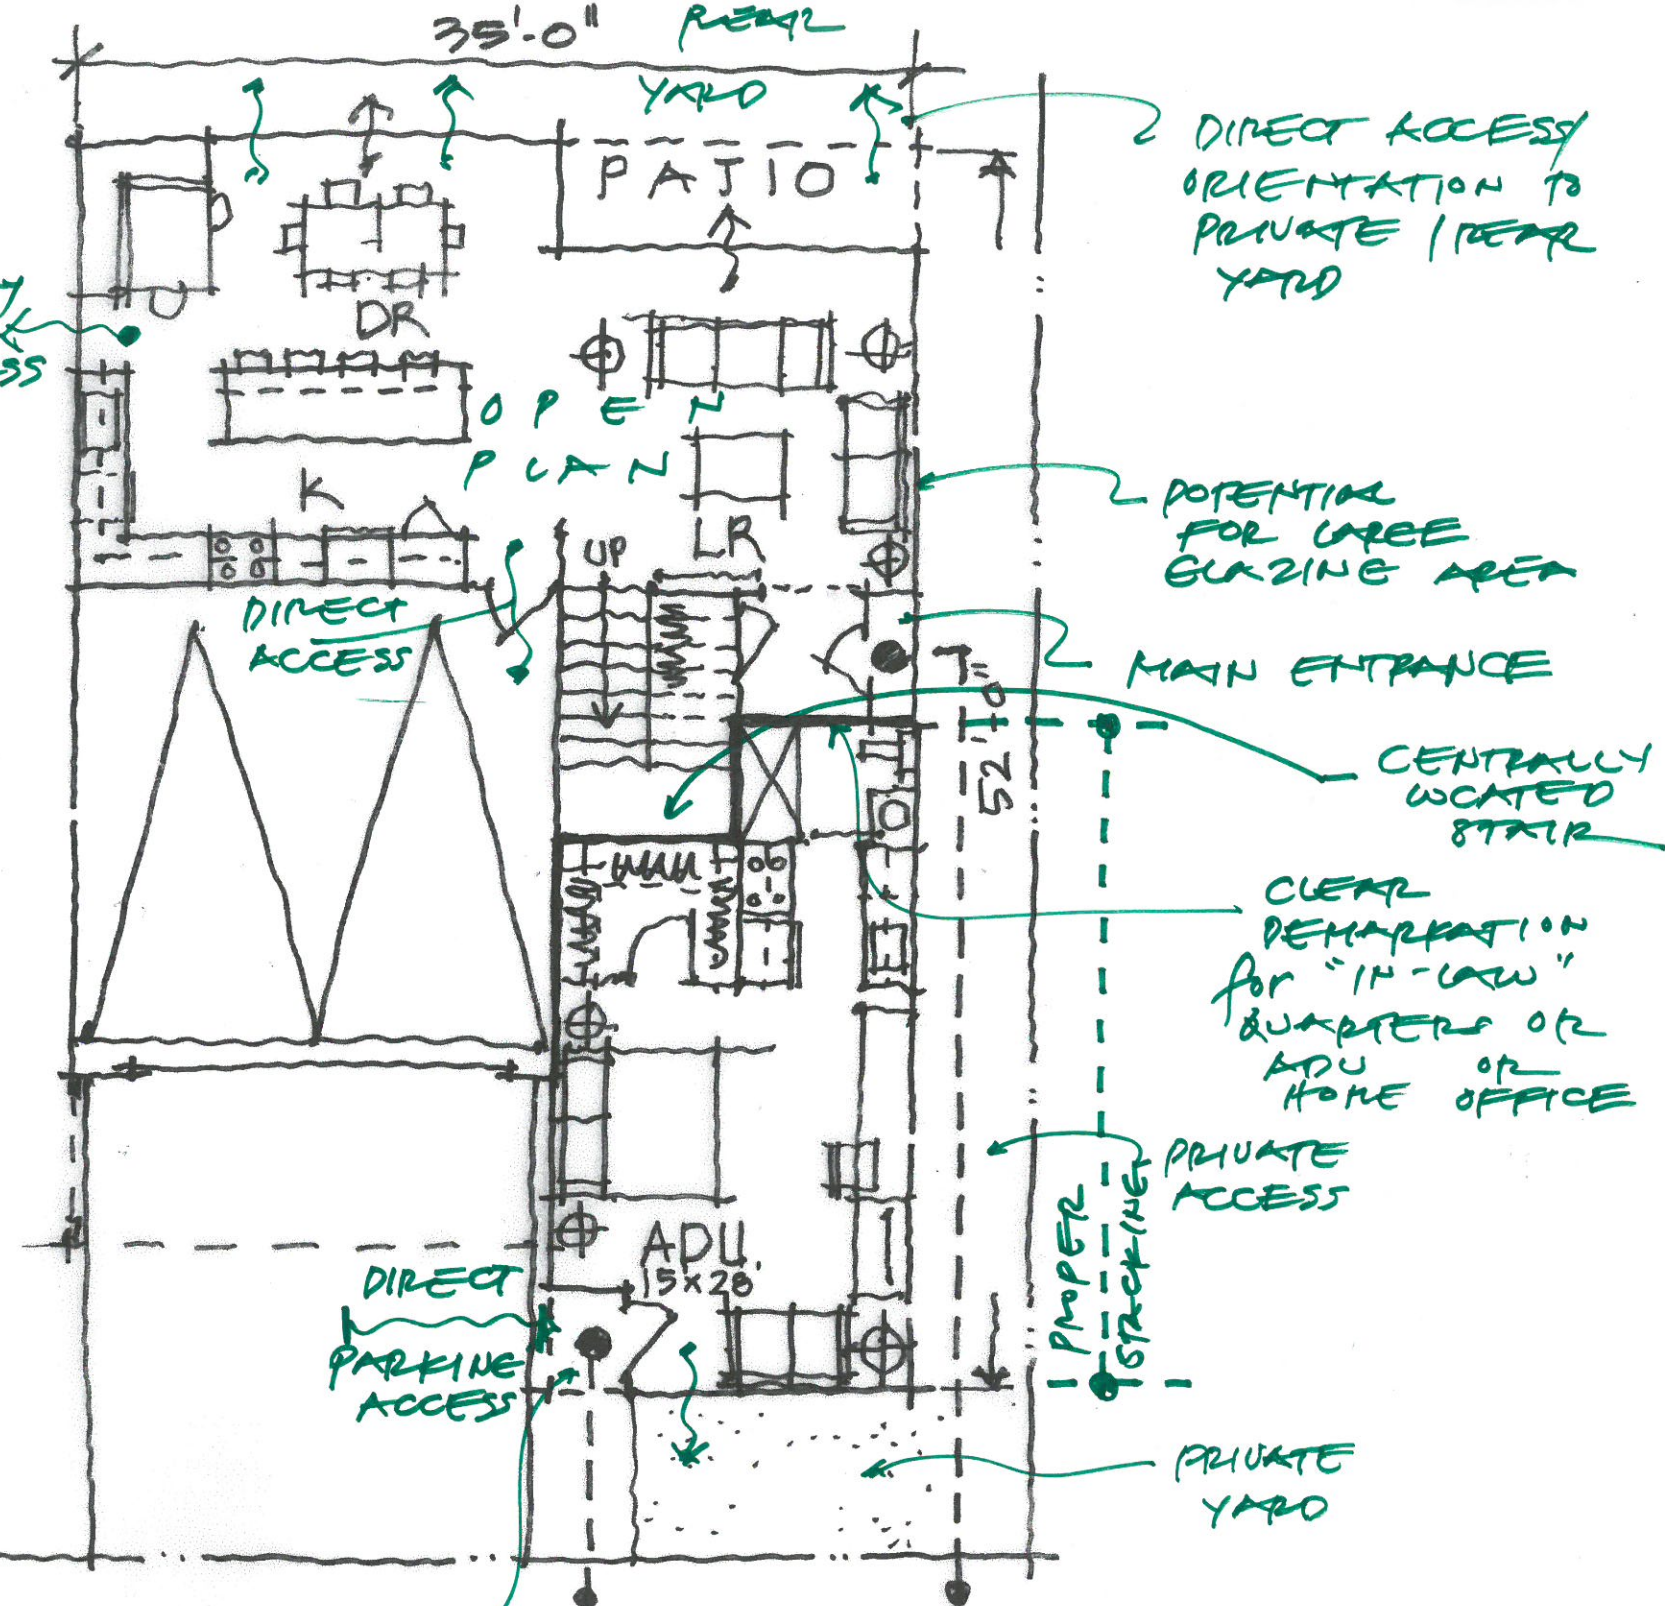 35'-0"
REAR
YARD
PATIO
DIRECT ACCESS/
ORIENTATION TO
PRIVATE / REAR
YARD
DR
OPEN
PLAN
K
LR
UP
POTENTIAL
FOR LARGE
GLAZING AREA
DIRECT
ACCESS
MAIN ENTRANCE
52'-0"
CENTRALLY
LOCATED
STAIR
CLEAR
DEMARKATION
for "IN-LAW"
QUARTERS OR
ADU OR
HOME OFFICE
PRIVATE
ACCESS
PROPER
STACKING
ADU.
15x28'
DIRECT
PARKING
ACCESS
PRIVATE
YARD